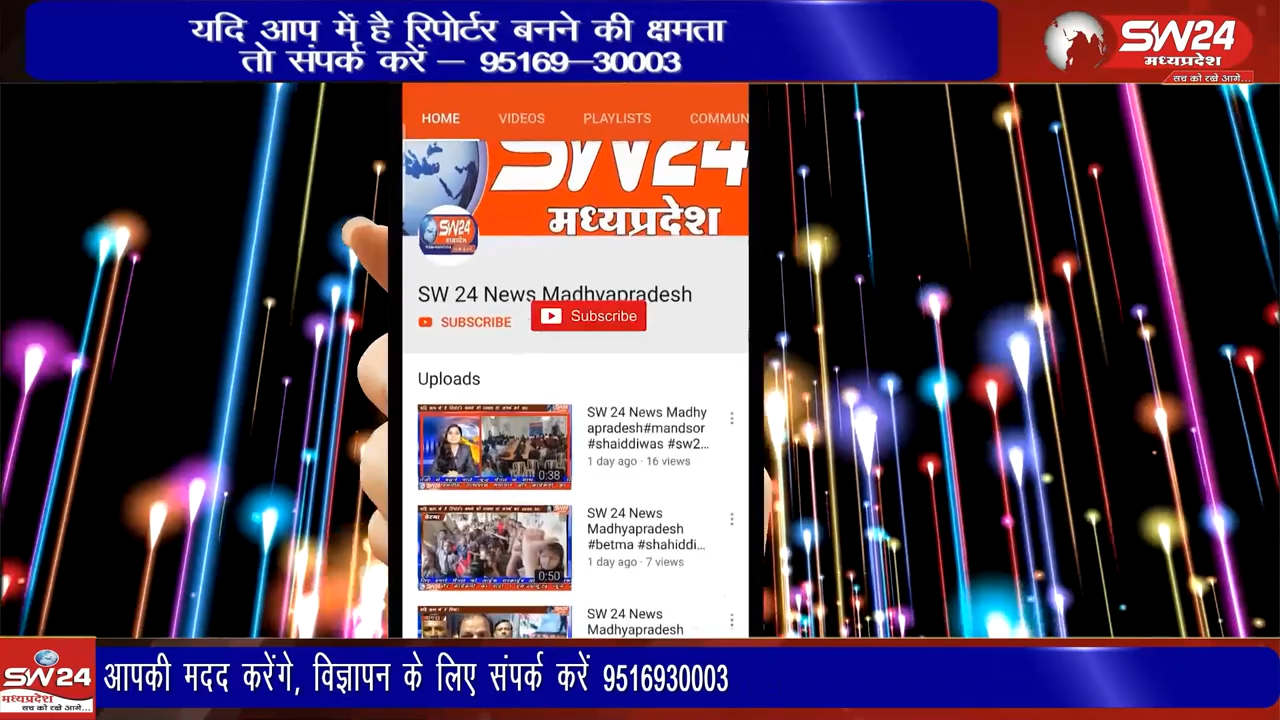 यदि आप में है रिपोर्टर बनने की क्षमता
तो संपर्क करें – 95169–30003
SW24
मध्यप्रदेश
सच को रखे आगे...
HOME VIDEOS PLAYLISTS COMMUN
SW24
मध्यप्रदेश
SW24
SW 24 News Madhyapradesh
SUBSCRIBE
Subscribe
Uploads
SW 24 News Madhy
apradesh#mandsor
#shaiddiwas #sw2...
1 day ago · 16 views
0:38
SW 24 News
Madhyapradesh
#betma #shahiddi...
1 day ago · 7 views
0:50
SW 24 News
Madhyapradesh
SW24
मध्यप्रदेश
सच को रखे आगे...
आपकी मदद करेंगे, विज्ञापन के लिए संपर्क करें 9516930003